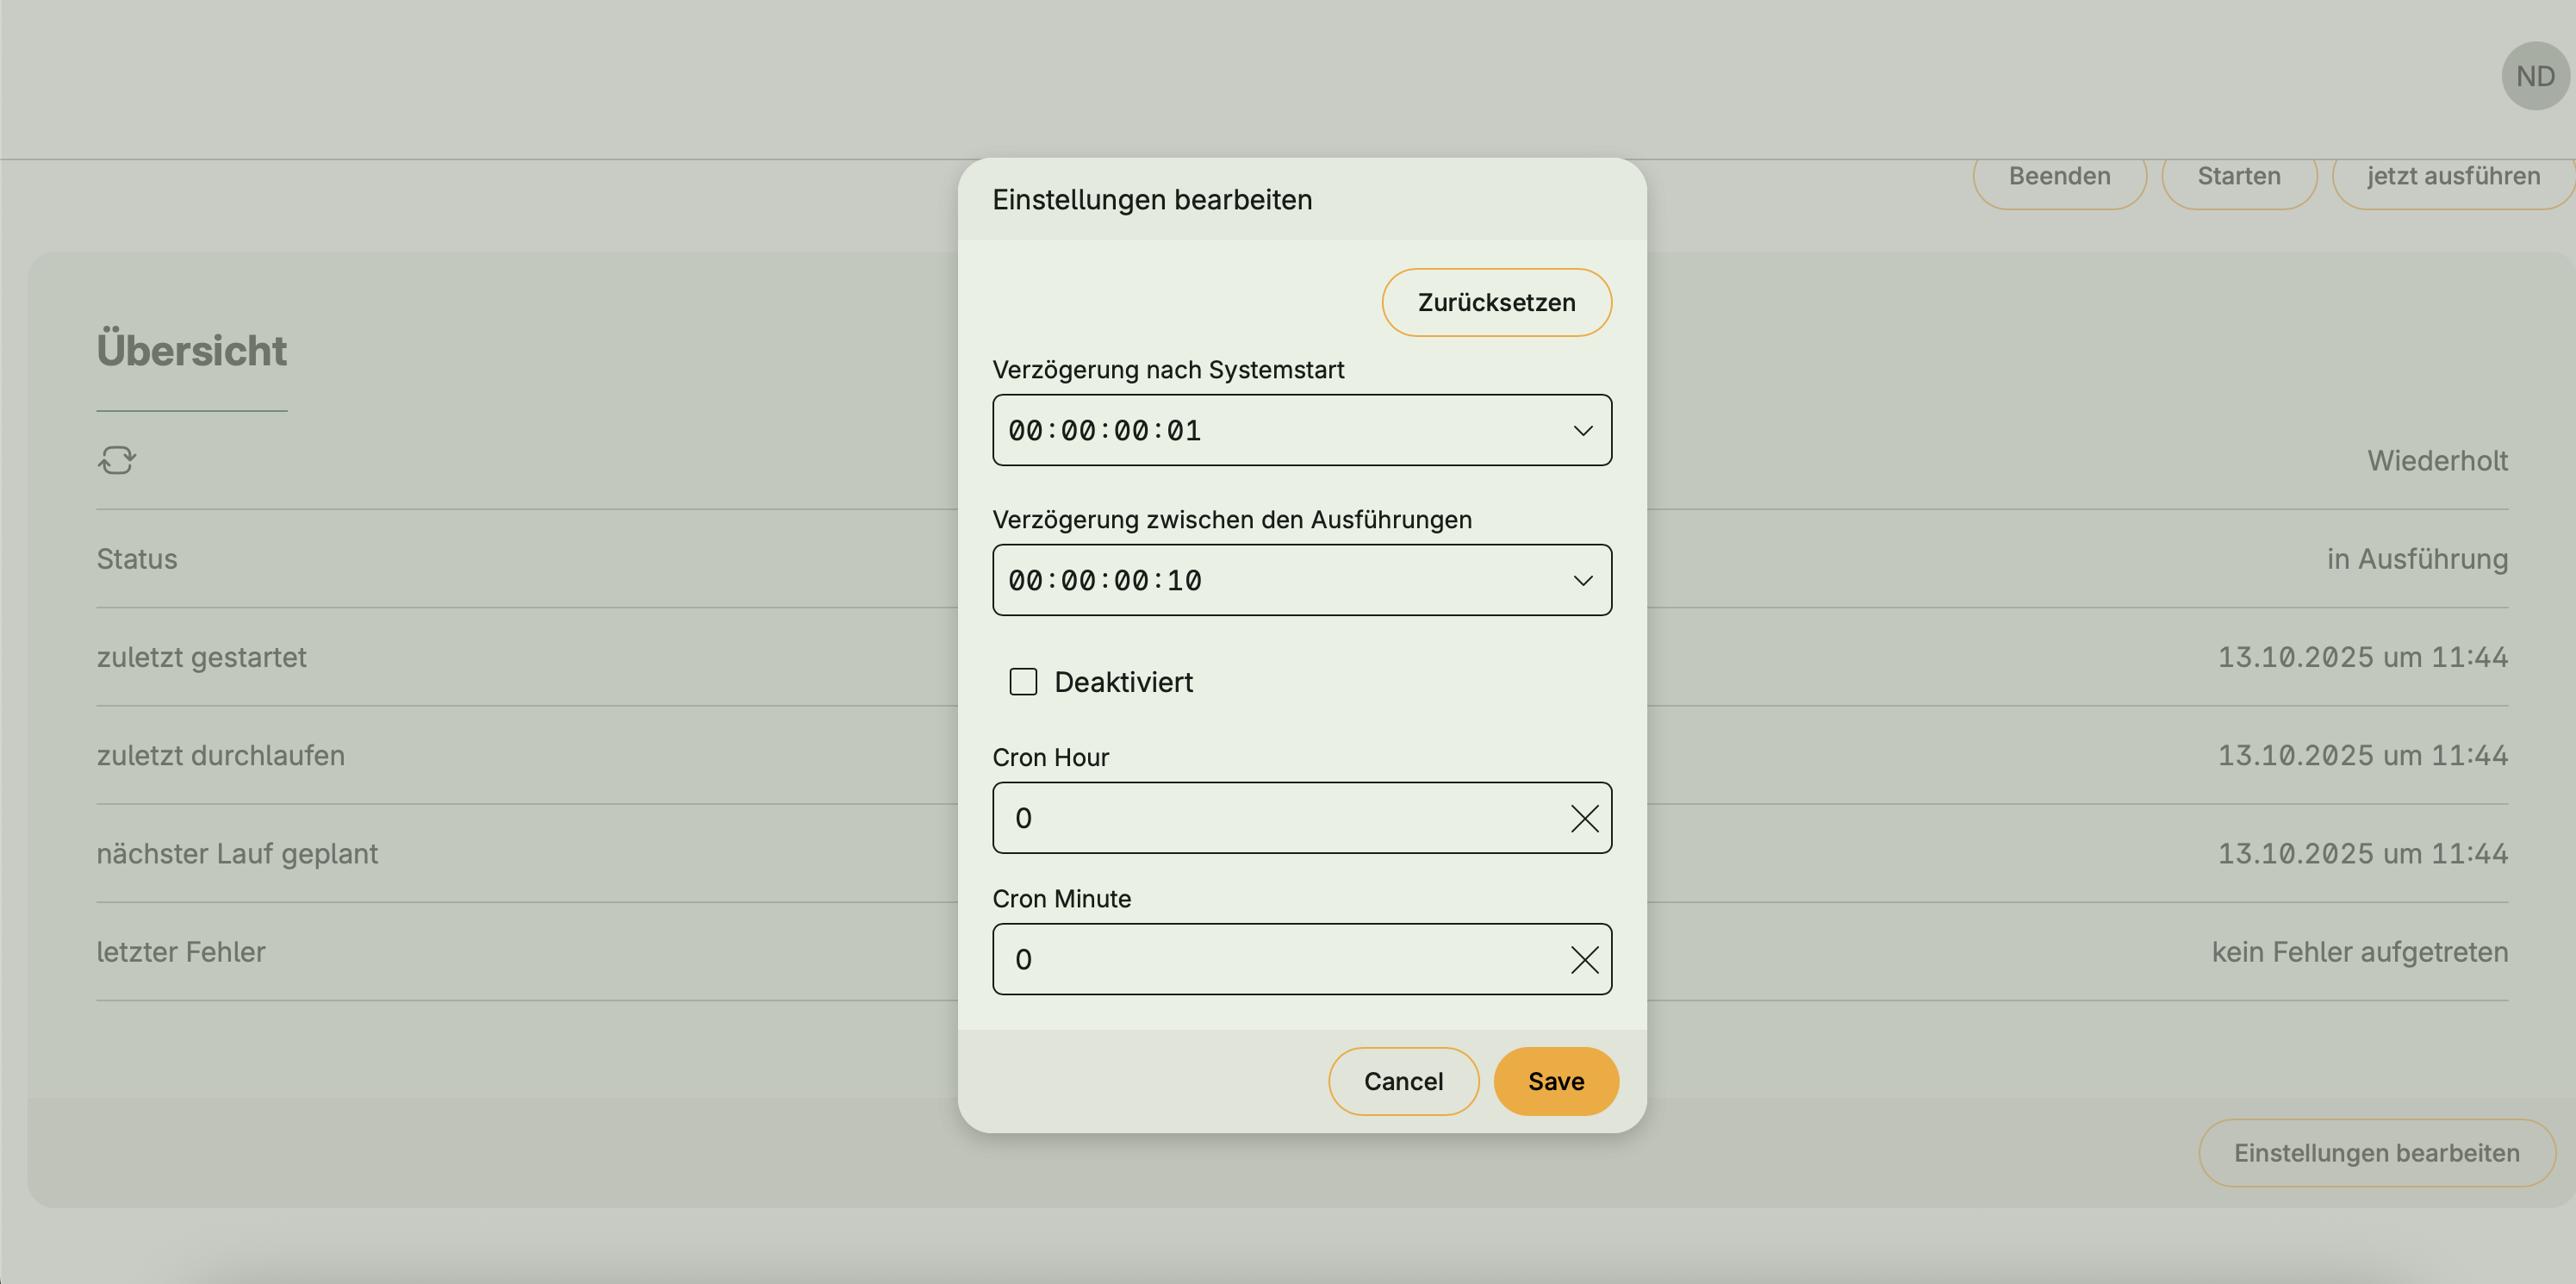 ND
Beenden Starten jetzt ausführen
Einstellungen bearbeiten
Zurücksetzen
Verzögerung nach Systemstart
00:00:00:01
Verzögerung zwischen den Ausführungen
00:00:00:10
Deaktiviert
Cron Hour
0
Cron Minute
0
Cancel Save
Übersicht
Wiederholt
Status in Ausführung
zuletzt gestartet 13.10.2025 um 11:44
zuletzt durchlaufen 13.10.2025 um 11:44
nächster Lauf geplant 13.10.2025 um 11:44
letzter Fehler kein Fehler aufgetreten
Einstellungen bearbeiten